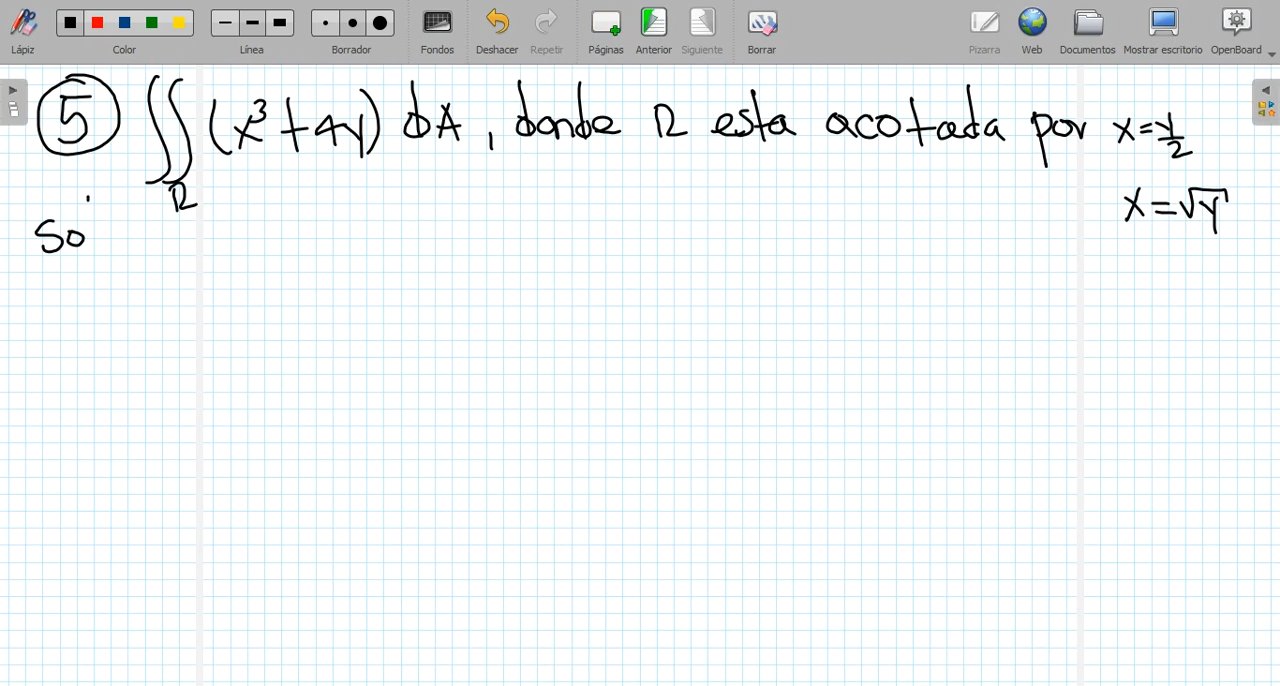 Lápiz Color Línea Borrador Fondos Deshacer Repetir Páginas Anterior Siguiente Borrar Pizarra Web Documentos Mostrar escritorio OpenBoard
⑤ ∬_R (x³ + 4y) dA, donde R esta acotada por x = y/2
x = √y
So